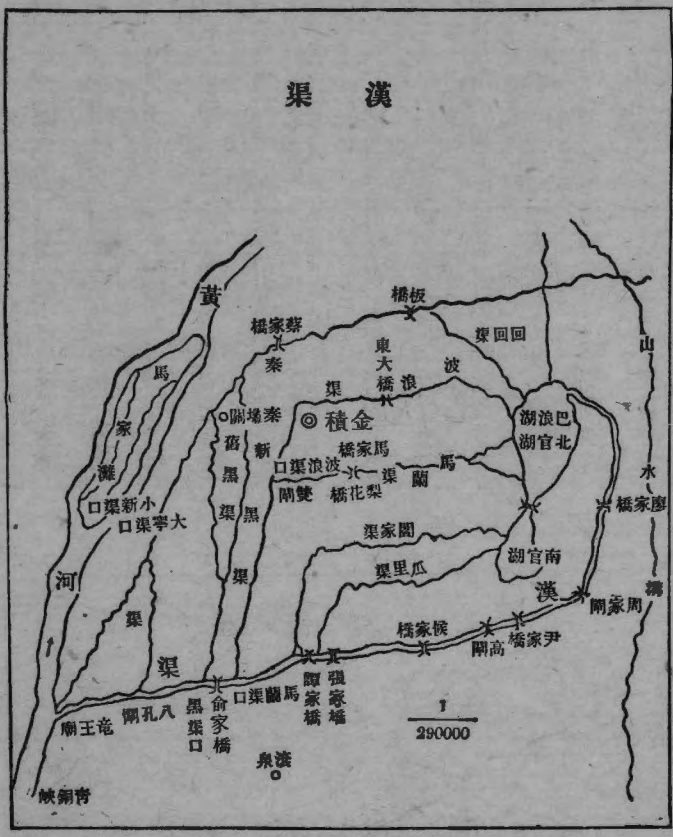 漢渠
黃
河
馬
家
灘
小新渠口
大寧渠口
蔡家橋
板橋
東大橋
回回渠
山
水
溝
秦
渠
秦壩關
金積
波浪渠
舊黑渠
新黑渠
波浪渠口
雙閘
馬家橋
梨花橋
馬蘭渠
巴浪湖
北官湖
廖家橋
閻家渠
瓜里渠
南官湖
漢
渠
周家閘
尹家橋
高閘
侯家橋
張家橋
譚家橋
馬蘭渠口
俞家橋
黑渠口
八孔閘
竜王廟
青銅峽
泉
1
290000